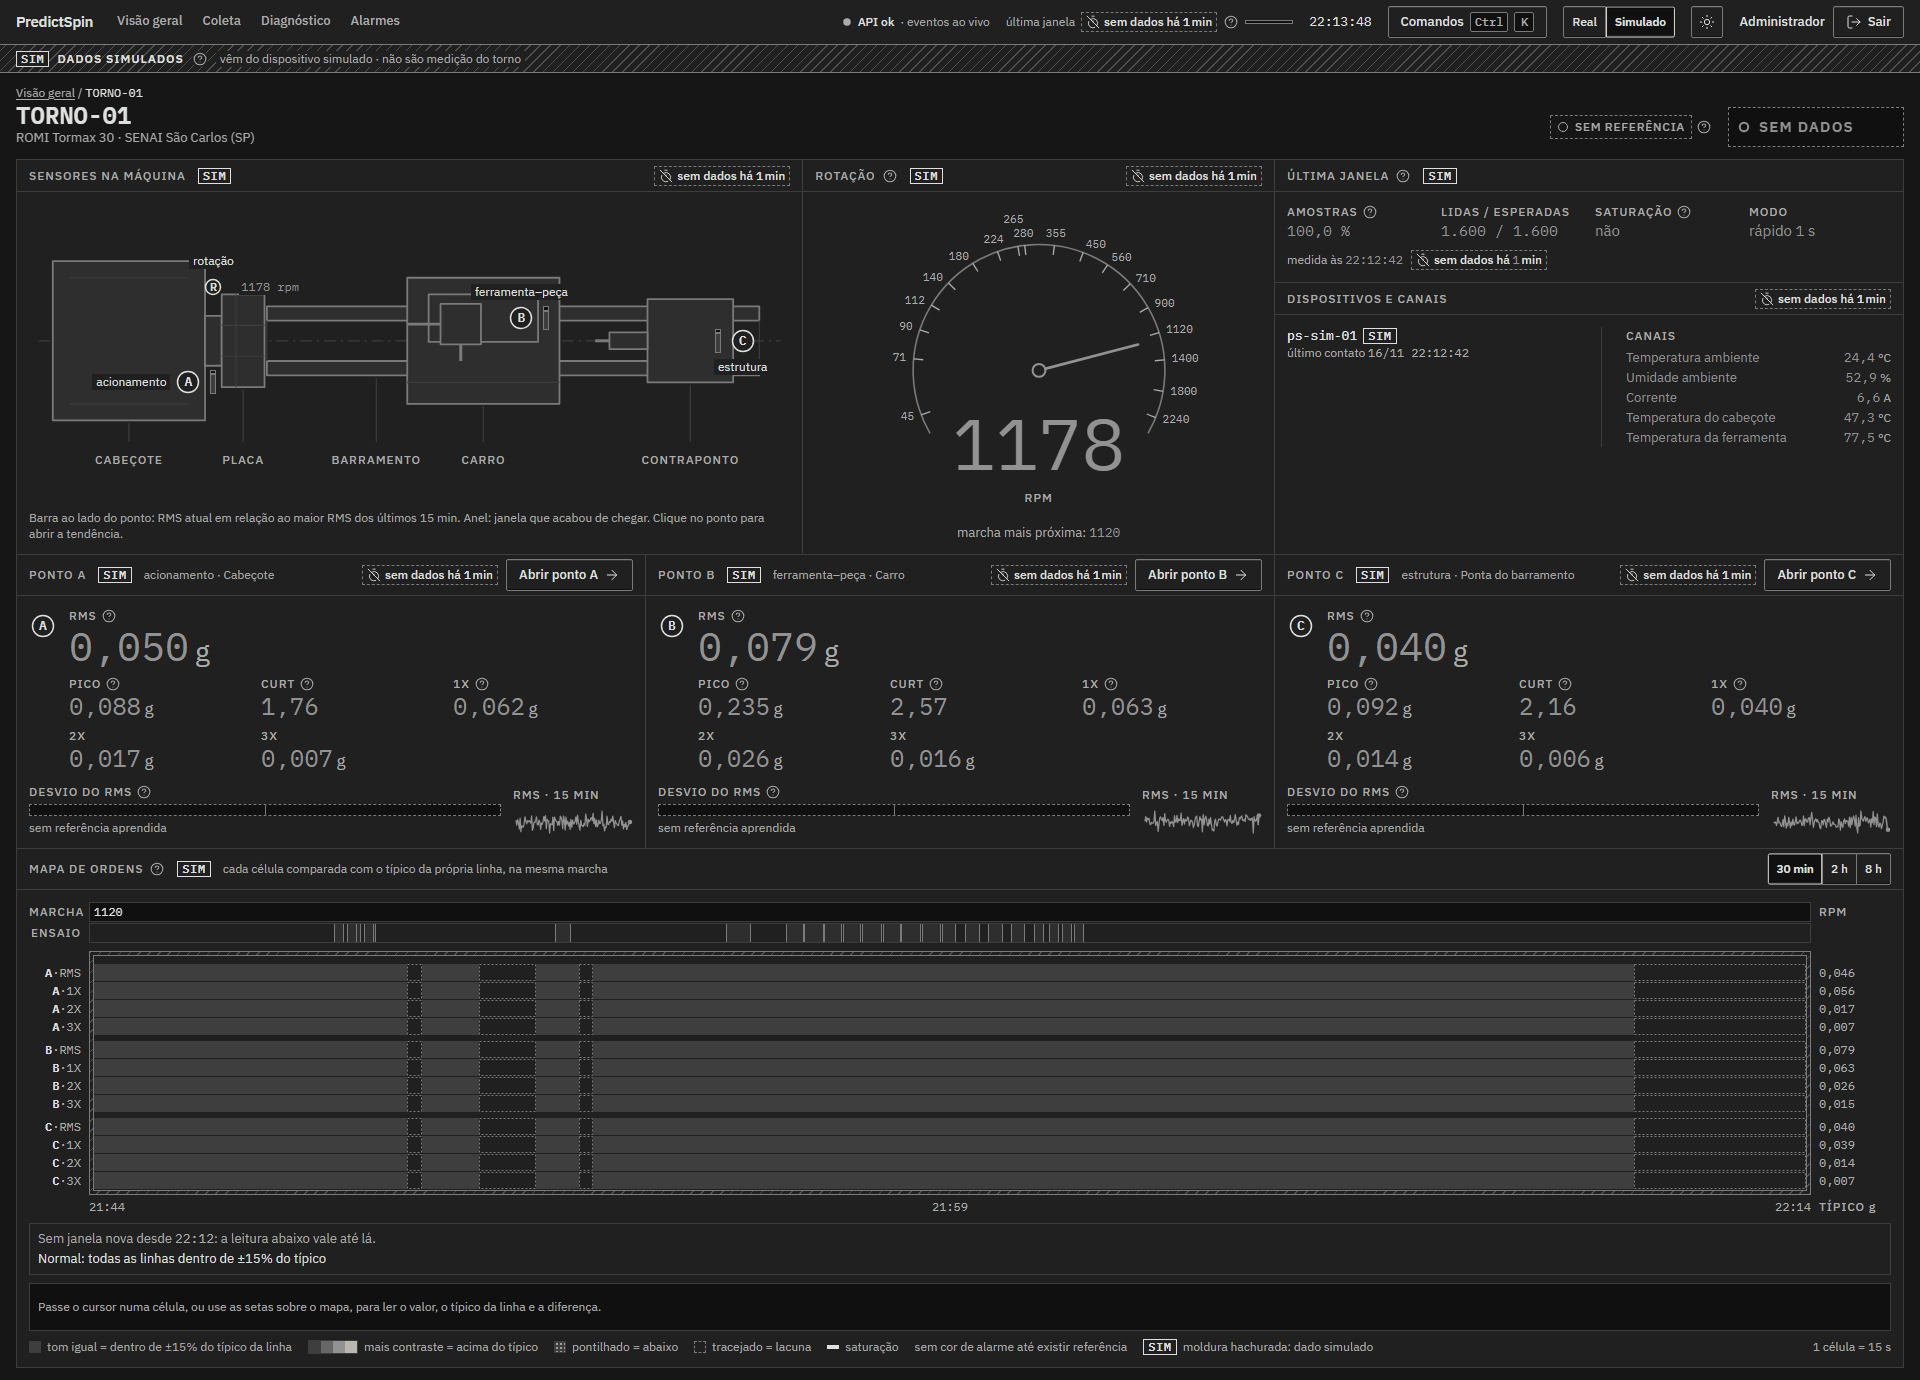 PredictSpin Visão geral Coleta Diagnóstico Alarmes API ok · eventos ao vivo última janela sem dados há 1 min 22:13:48 Comandos Ctrl K Real Simulado Administrador Sair
SIM DADOS SIMULADOS vêm do dispositivo simulado · não são medição do torno
Visão geral / TORNO-01
TORNO-01
ROMI Tormax 30 · SENAI São Carlos (SP)
SEM REFERÊNCIA SEM DADOS
SENSORES NA MÁQUINA SIM sem dados há 1 min
rotação
R 1178 rpm
ferramenta–peça
B
C
estrutura
acionamento A
CABEÇOTE PLACA BARRAMENTO CARRO CONTRAPONTO
Barra ao lado do ponto: RMS atual em relação ao maior RMS dos últimos 15 min. Anel: janela que acabou de chegar. Clique no ponto para
abrir a tendência.
ROTAÇÃO SIM sem dados há 1 min
45 71 90 112 140 180 224 265 280 355 450 560 710 900 1120 1400 1800 2240
1178
RPM
marcha mais próxima: 1120
ÚLTIMA JANELA SIM
AMOSTRAS LIDAS / ESPERADAS SATURAÇÃO MODO
100,0 % 1.600 / 1.600 não rápido 1 s
medida às 22:12:42 sem dados há 1 min
DISPOSITIVOS E CANAIS sem dados há 1 min
ps-sim-01 SIM
último contato 16/11 22:12:42
CANAIS
Temperatura ambiente 24,4 °C
Umidade ambiente 52,9 %
Corrente 6,6 A
Temperatura do cabeçote 47,3 °C
Temperatura da ferramenta 77,5 °C
PONTO A SIM acionamento · Cabeçote sem dados há 1 min Abrir ponto A
A RMS
0,050 g
PICO CURT 1X
0,088 g 1,76 0,062 g
2X 3X
0,017 g 0,007 g
DESVIO DO RMS RMS · 15 MIN
sem referência aprendida
PONTO B SIM ferramenta–peça · Carro sem dados há 1 min Abrir ponto B
B RMS
0,079 g
PICO CURT 1X
0,235 g 2,57 0,063 g
2X 3X
0,026 g 0,016 g
DESVIO DO RMS RMS · 15 MIN
sem referência aprendida
PONTO C SIM estrutura · Ponta do barramento sem dados há 1 min Abrir ponto C
C RMS
0,040 g
PICO CURT 1X
0,092 g 2,16 0,040 g
2X 3X
0,014 g 0,006 g
DESVIO DO RMS RMS · 15 MIN
sem referência aprendida
MAPA DE ORDENS SIM cada célula comparada com o típico da própria linha, na mesma marcha 30 min 2 h 8 h
MARCHA 1120 RPM
ENSAIO
A·RMS 0,046
A·1X 0,056
A·2X 0,017
A·3X 0,007
B·RMS 0,079
B·1X 0,063
B·2X 0,026
B·3X 0,015
C·RMS 0,040
C·1X 0,039
C·2X 0,014
C·3X 0,007
21:44 21:59 22:14 TÍPICO g
Sem janela nova desde 22:12: a leitura abaixo vale até lá.
Normal: todas as linhas dentro de ±15% do típico
Passe o cursor numa célula, ou use as setas sobre o mapa, para ler o valor, o típico da linha e a diferença.
tom igual = dentro de ±15% do típico da linha mais contraste = acima do típico pontilhado = abaixo tracejado = lacuna saturação sem cor de alarme até existir referência SIM moldura hachurada: dado simulado 1 célula = 15 s